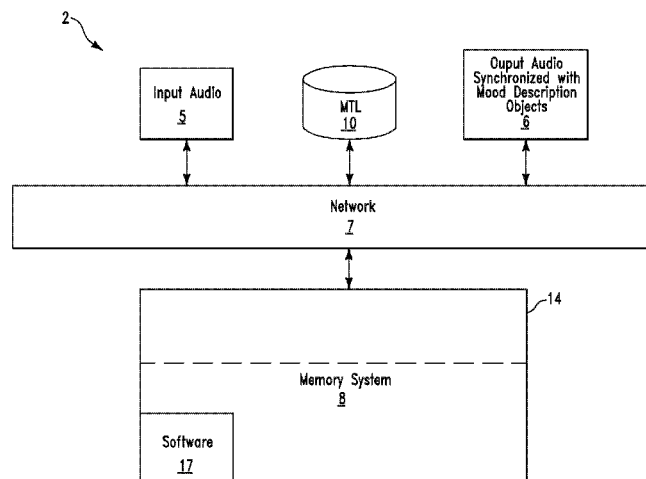 2
Input Audio
5
MTL
10
Ouput Audio
Synchronized with
Mood Description
Objects
6
Network
7
14
Memory System
8
Software
17